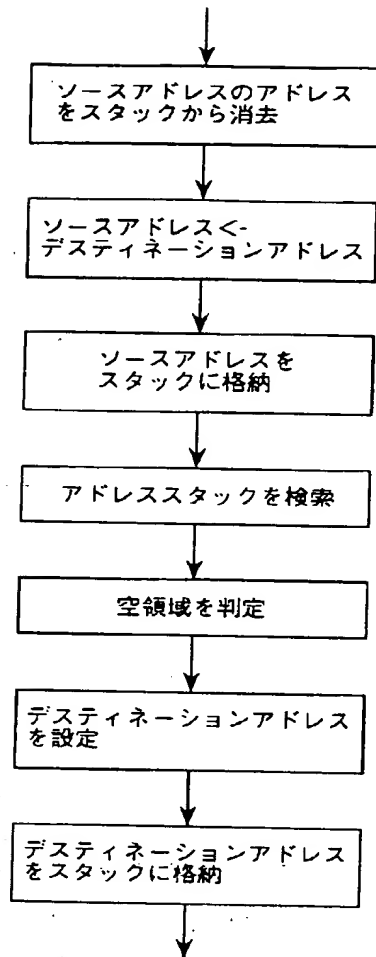 ソースアドレスのアドレス
をスタックから消去
ソースアドレス<-
デスティネーションアドレス
ソースアドレスを
スタックに格納
アドレススタックを検索
空領域を判定
デスティネーションアドレス
を設定
デスティネーションアドレス
をスタックに格納